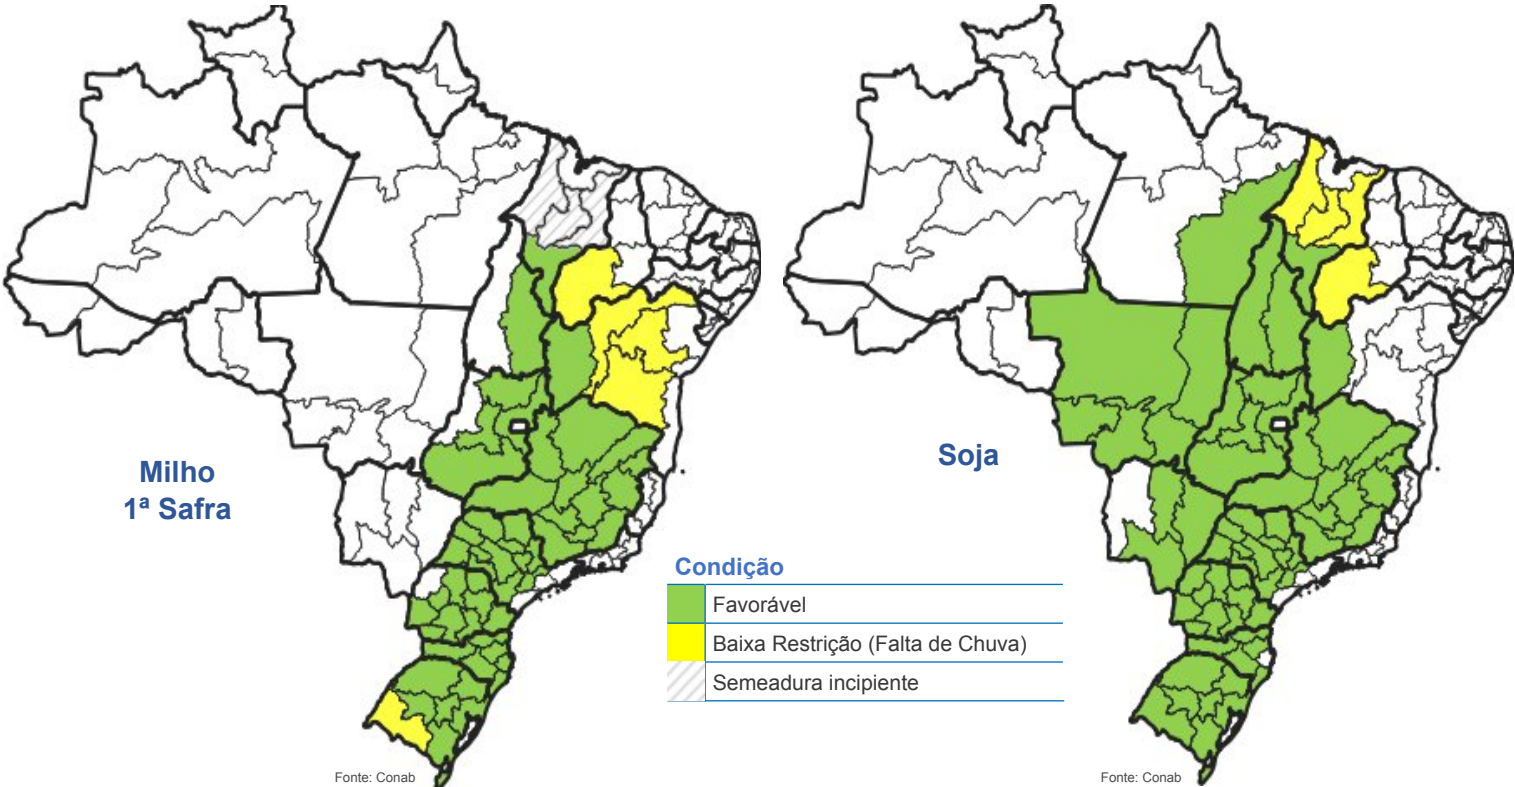 Milho
1ª Safra
Soja
Condição
Favorável
Baixa Restrição (Falta de Chuva)
Semeadura incipiente
Fonte: Conab
Fonte: Conab